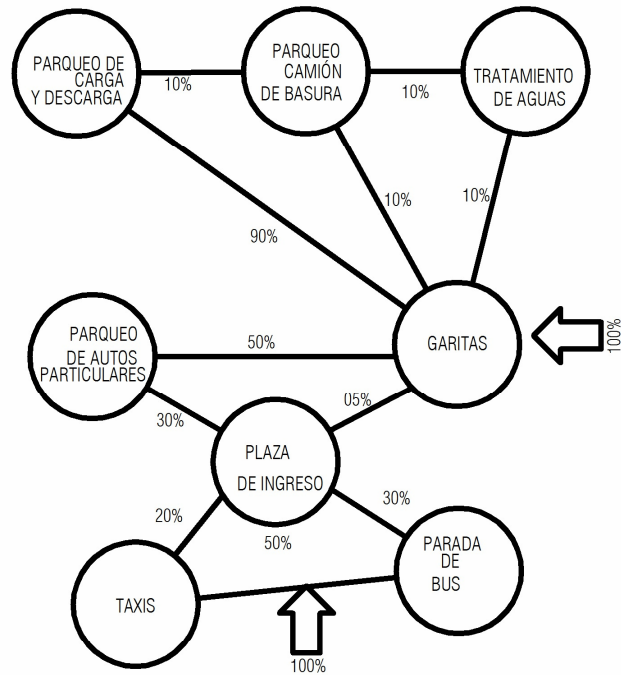 PARQUEO DE
CARGA
Y DESCARGA
10%
PARQUEO
CAMIÓN
DE BASURA
10%
TRATAMIENTO
DE AGUAS
10%
10%
90%
PARQUEO
DE AUTOS
PARTICULARES
50%
GARITAS
100%
30%
05%
PLAZA
DE INGRESO
20%
50%
30%
TAXIS
PARADA
DE
BUS
100%